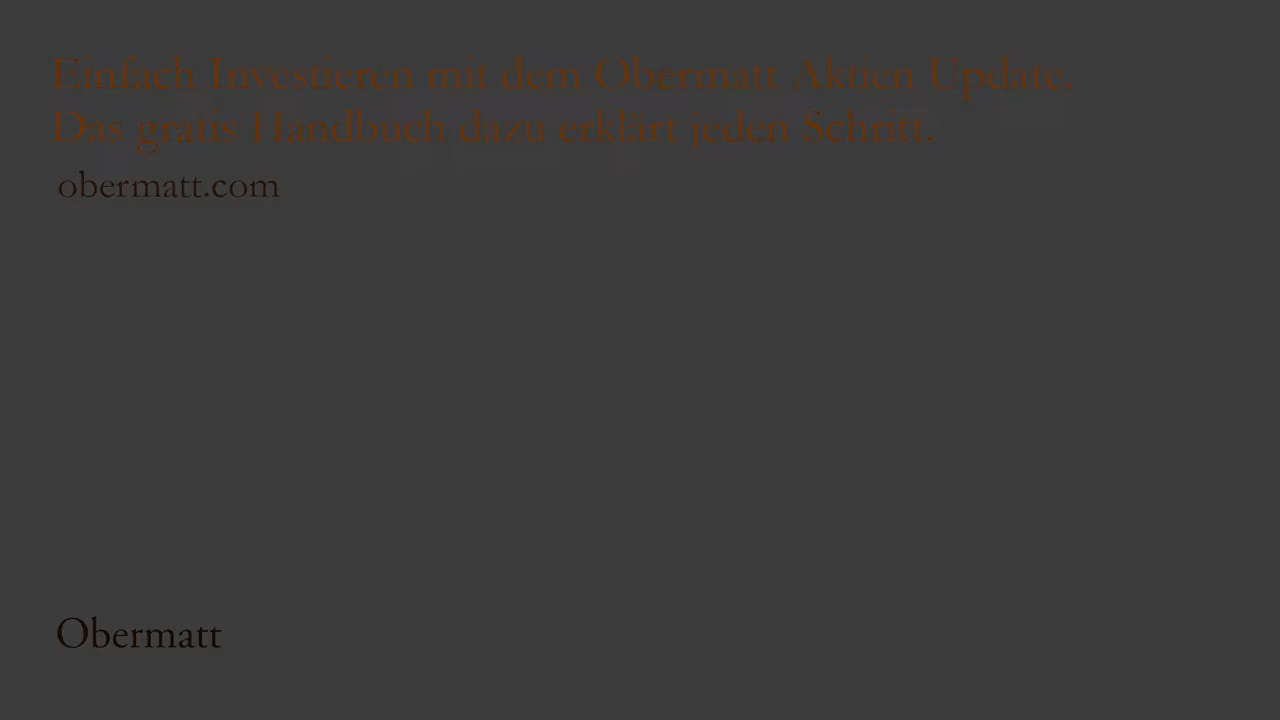 Einfach Investieren mit dem Obermatt Aktien Update.
Das gratis Handbuch dazu erklärt jeden Schritt.
obermatt.com
Obermatt